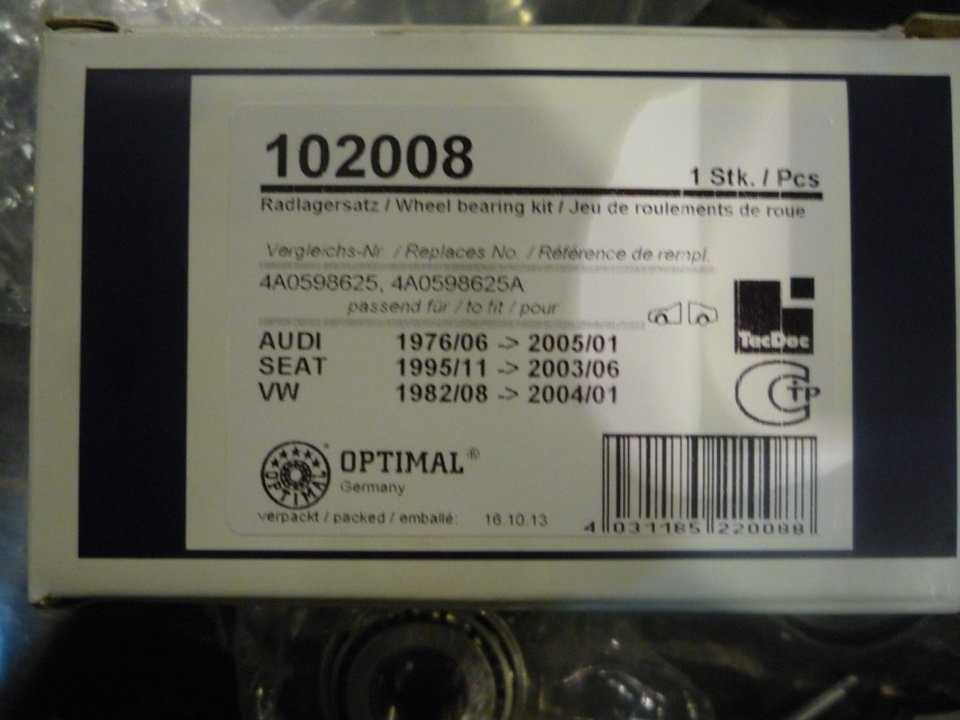 102008
1 Stk. / Pcs
Radlagersatz / Wheel bearing kit / Jeu de roulements de roue
Vergleichs-Nr. / Replaces No. / Référence de rempl.
4A0598625, 4A0598625A
passend für / to fit / pour
AUDI 1976/06 -> 2005/01
SEAT 1995/11 -> 2003/06
VW 1982/08 -> 2004/01
TecDoc
CTP
OPTIMAL
OPTIMAL®
Germany
verpackt / packed / emballé: 16.10.13
4 031185 220088